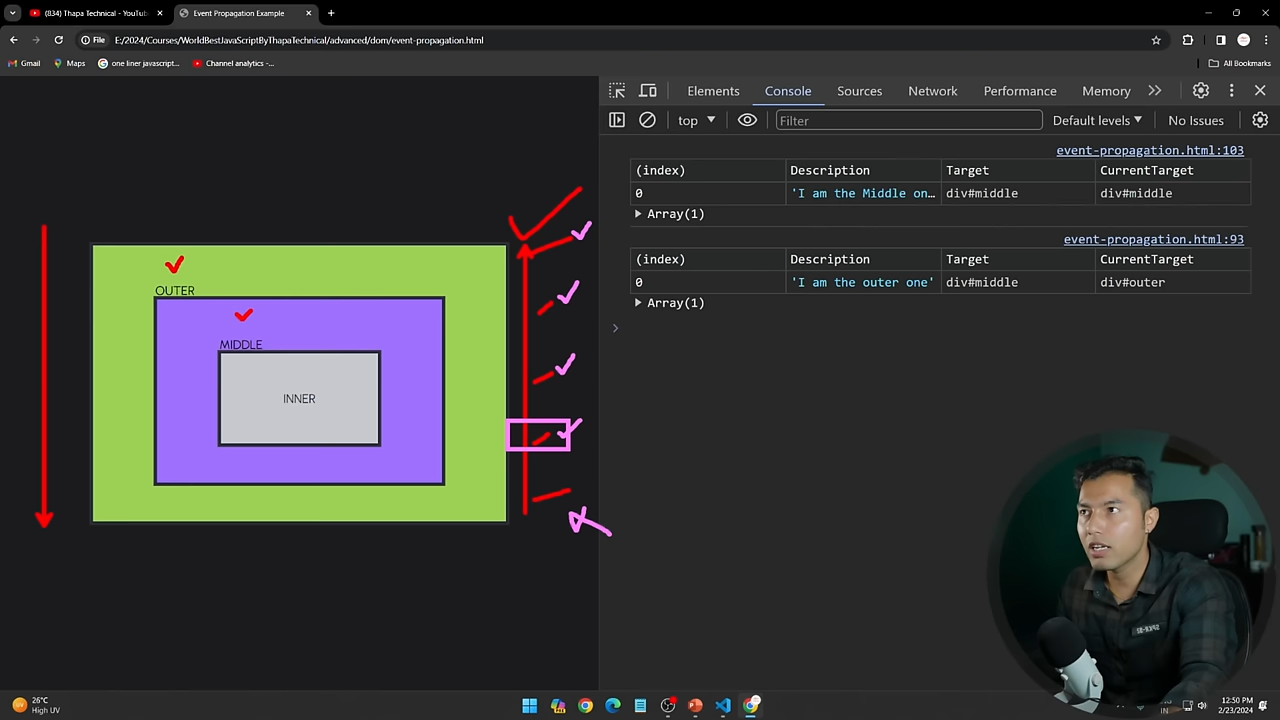 (834) Thapa Technical - YouTub
Event Propagation Example
File
E:/2024/Courses/WorldBestJavaScriptByThapaTechnical/advanced/dom/event-propagation.html
Gmail
Maps
one liner javascript...
Channel analytics -...
All Bookmarks
Elements
Console
Sources
Network
Performance
Memory
top
Filter
Default levels
No Issues
event-propagation.html:103
(index) Description Target CurrentTarget
0 'I am the Middle on… div#middle div#middle
Array(1)
event-propagation.html:93
(index) Description Target CurrentTarget
0 'I am the outer one' div#middle div#outer
Array(1)
OUTER
MIDDLE
INNER
26°C
High UV
IN
12:50 PM
2/23/2024